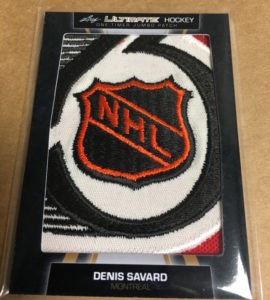 Leaf ULTIMATE HOCKEY
ONE-TIMER JUMBO PATCH
NHL
DENIS SAVARD
MONTREAL